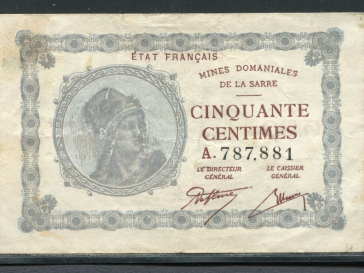 ÉTAT FRANÇAIS
MINES DOMANIALES
DE LA SARRE
CINQUANTE
CENTIMES
A. 787,881
LE DIRECTEUR GÉNÉRAL
LE CAISSIER GÉNÉRAL